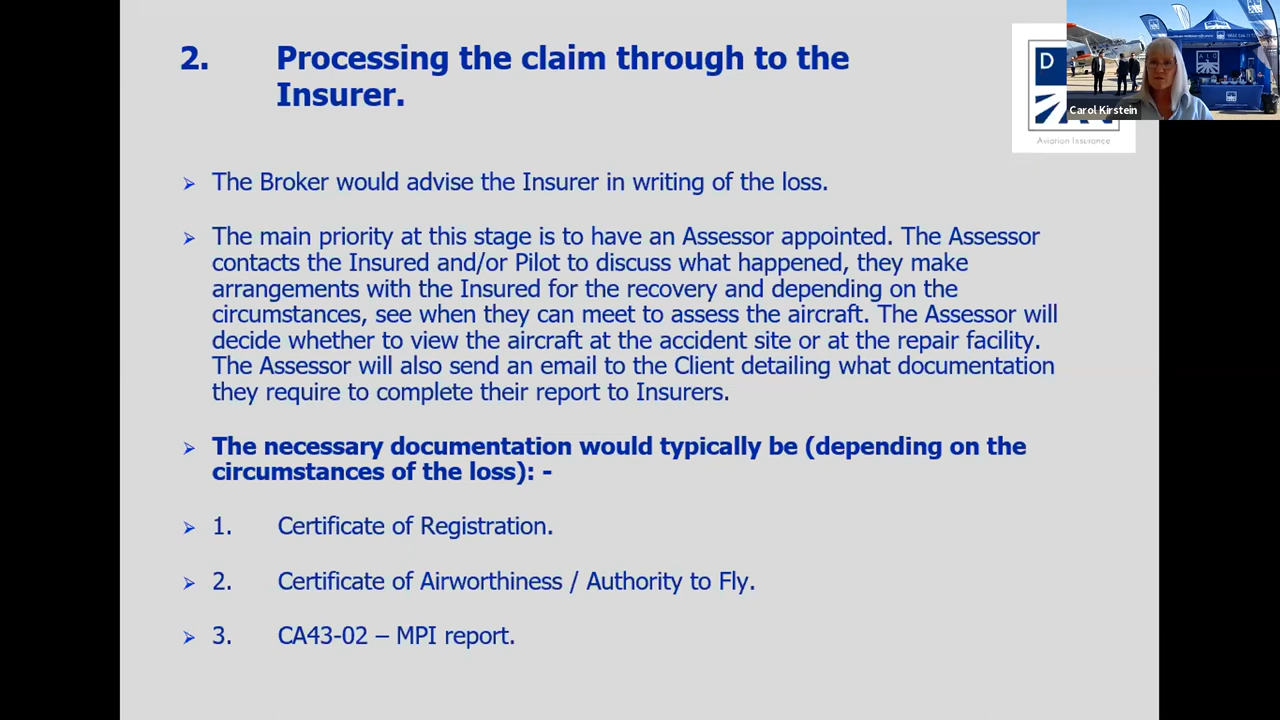 2. Processing the claim through to the
Insurer.
D
Aviation Insurance
Carol Kirstein
➢ The Broker would advise the Insurer in writing of the loss.
➢ The main priority at this stage is to have an Assessor appointed. The Assessor
contacts the Insured and/or Pilot to discuss what happened, they make
arrangements with the Insured for the recovery and depending on the
circumstances, see when they can meet to assess the aircraft. The Assessor will
decide whether to view the aircraft at the accident site or at the repair facility.
The Assessor will also send an email to the Client detailing what documentation
they require to complete their report to Insurers.
➢ The necessary documentation would typically be (depending on the
circumstances of the loss): -
➢ 1. Certificate of Registration.
➢ 2. Certificate of Airworthiness / Authority to Fly.
➢ 3. CA43-02 – MPI report.